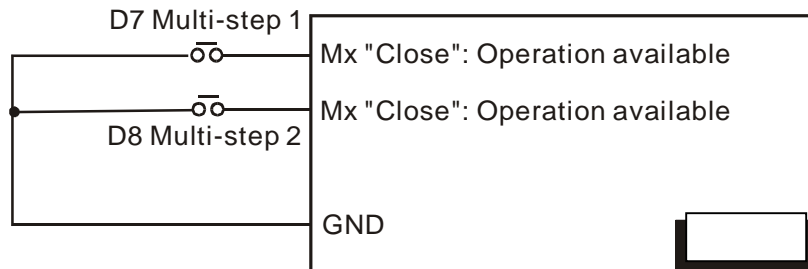 D7 Multi-step 1
Mx "Close": Operation available
Mx "Close": Operation available
D8 Multi-step 2
GND